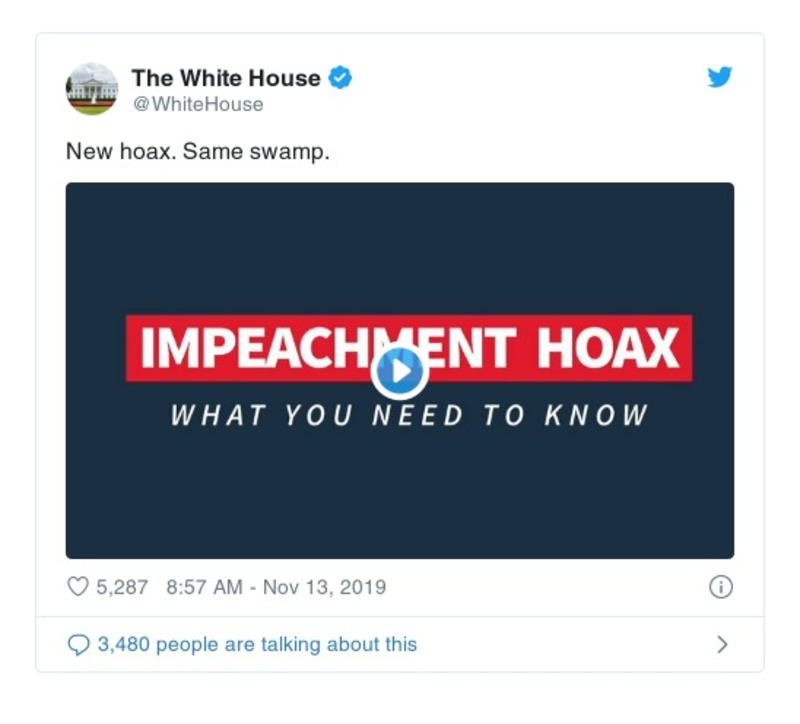 The White House
@WhiteHouse
New hoax. Same swamp.
IMPEACHMENT HOAX
WHAT YOU NEED TO KNOW
5,287 8:57 AM - Nov 13, 2019
3,480 people are talking about this